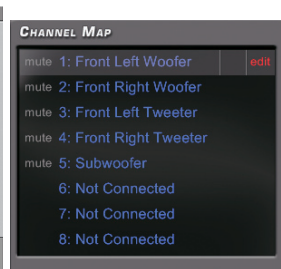 CHANNEL MAP
mute 1: Front Left Woofer edit
mute 2: Front Right Woofer
mute 3: Front Left Tweeter
mute 4: Front Right Tweeter
mute 5: Subwoofer
6: Not Connected
7: Not Connected
8: Not Connected